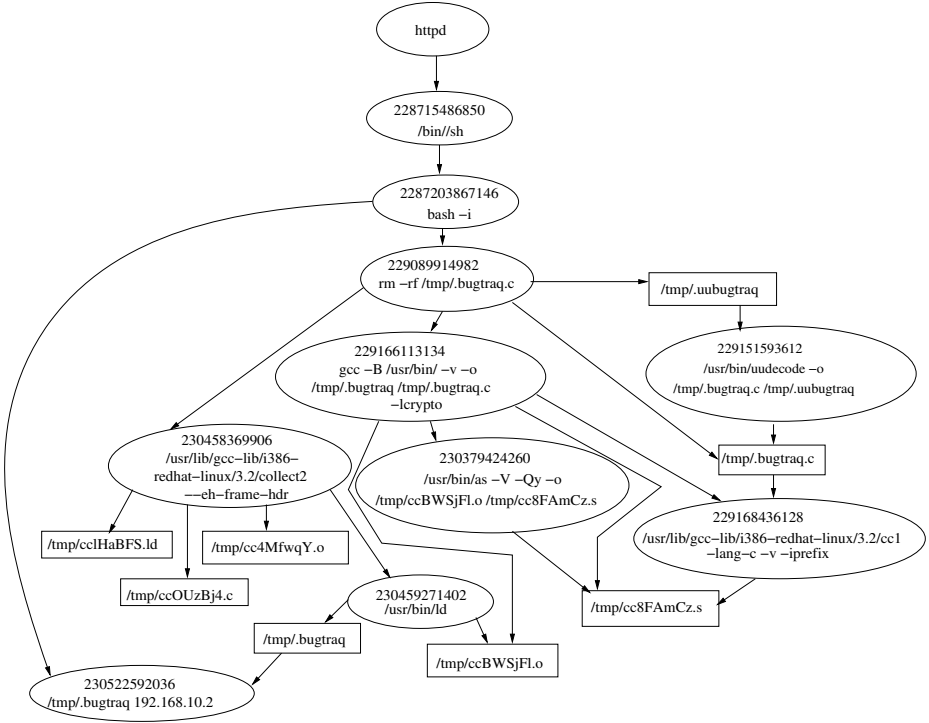 httpd
228715486850
/bin//sh
2287203867146
bash −i
229089914982
rm −rf /tmp/.bugtraq.c
/tmp/.uubugtraq
229166113134
gcc −B /usr/bin/ −v −o
/tmp/.bugtraq /tmp/.bugtraq.c
−lcrypto
229151593612
/usr/bin/uudecode −o
/tmp/.bugtraq.c /tmp/.uubugtraq
230458369906
/usr/lib/gcc−lib/i386−
redhat−linux/3.2/collect2
−−eh−frame−hdr
230379424260
/usr/bin/as −V −Qy −o
/tmp/ccBWSjFl.o /tmp/cc8FAmCz.s
/tmp/.bugtraq.c
229168436128
/usr/lib/gcc−lib/i386−redhat−linux/3.2/cc1
−lang−c −v −iprefix
/tmp/cclHaBFS.ld
/tmp/cc4MfwqY.o
/tmp/ccOUzBj4.c
230459271402
/usr/bin/ld
/tmp/cc8FAmCz.s
/tmp/.bugtraq
/tmp/ccBWSjFl.o
230522592036
/tmp/.bugtraq 192.168.10.2